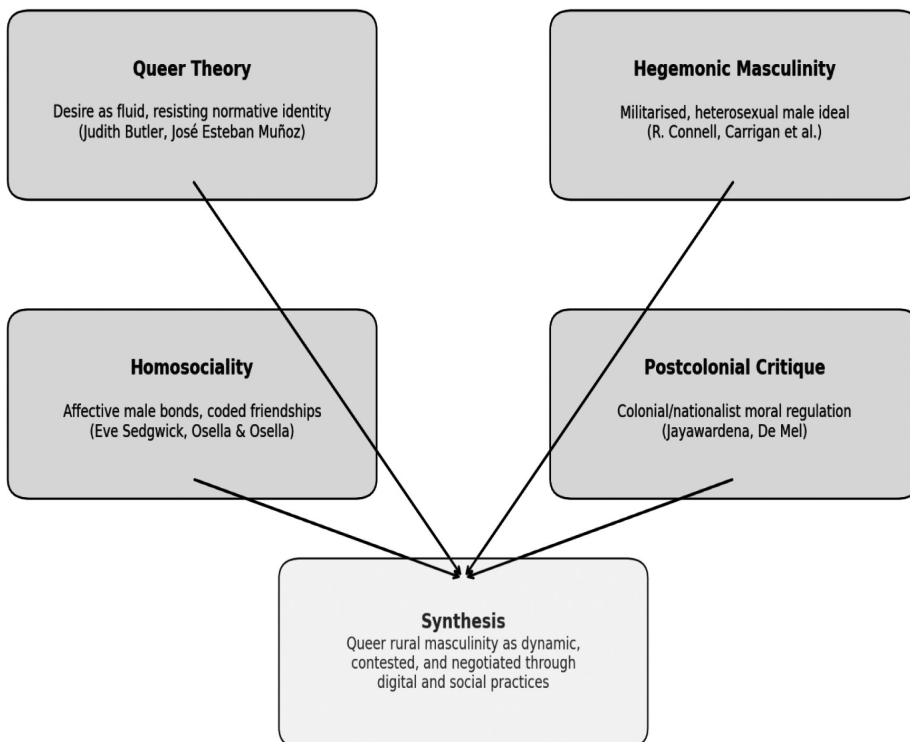 Queer Theory
Desire as fluid, resisting normative identity
(Judith Butler, José Esteban Muñoz)
Hegemonic Masculinity
Militarised, heterosexual male ideal
(R. Connell, Carrigan et al.)
Homosociality
Affective male bonds, coded friendships
(Eve Sedgwick, Osella & Osella)
Postcolonial Critique
Colonial/nationalist moral regulation
(Jayawardena, De Mel)
Synthesis
Queer rural masculinity as dynamic,
contested, and negotiated through
digital and social practices